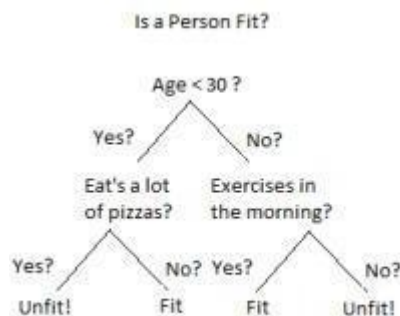 Is a Person Fit?
Age < 30 ?
Yes?
No?
Eat's a lot
of pizzas?
Exercises in
the morning?
Yes?
No?
Yes?
No?
Unfit!
Fit
Fit
Unfit!